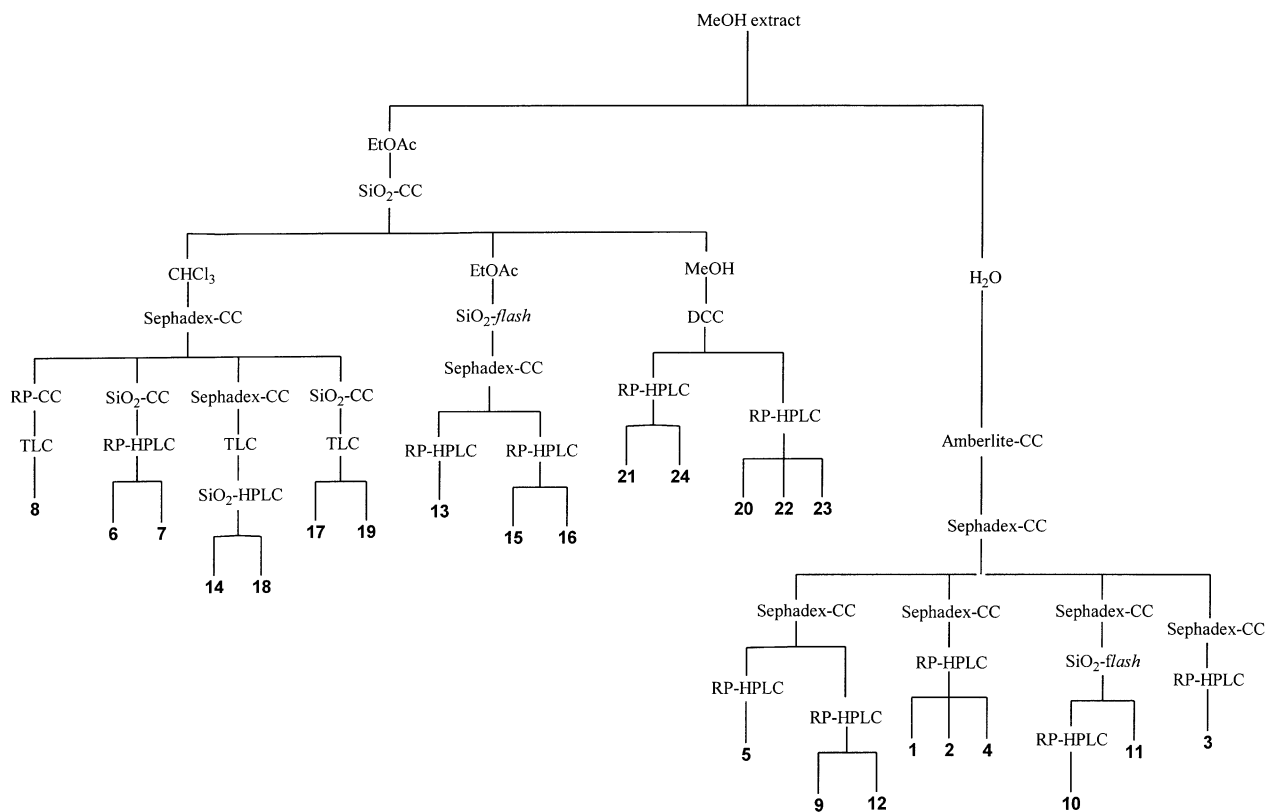 MeOH extract
EtOAc
SiO₂-CC
CHCl₃
Sephadex-CC
RP-CC
TLC
8
SiO₂-CC
RP-HPLC
6 7
Sephadex-CC
TLC
SiO₂-HPLC
14 18
SiO₂-CC
TLC
17 19
EtOAc
SiO₂-flash
Sephadex-CC
RP-HPLC
13
RP-HPLC
15 16
MeOH
DCC
RP-HPLC
21 24
RP-HPLC
20 22 23
H₂O
Amberlite-CC
Sephadex-CC
Sephadex-CC
RP-HPLC
5
RP-HPLC
9 12
Sephadex-CC
RP-HPLC
1 2 4
Sephadex-CC
SiO₂-flash
RP-HPLC
10
11
Sephadex-CC
RP-HPLC
3